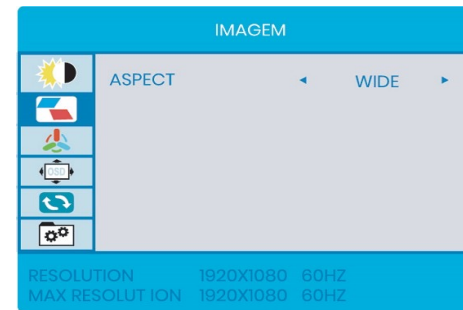 IMAGEM
ASPECT ◄ WIDE ►
OSD
RESOLUTION 1920X1080 60HZ
MAX RESOLUT ION 1920X1080 60HZ